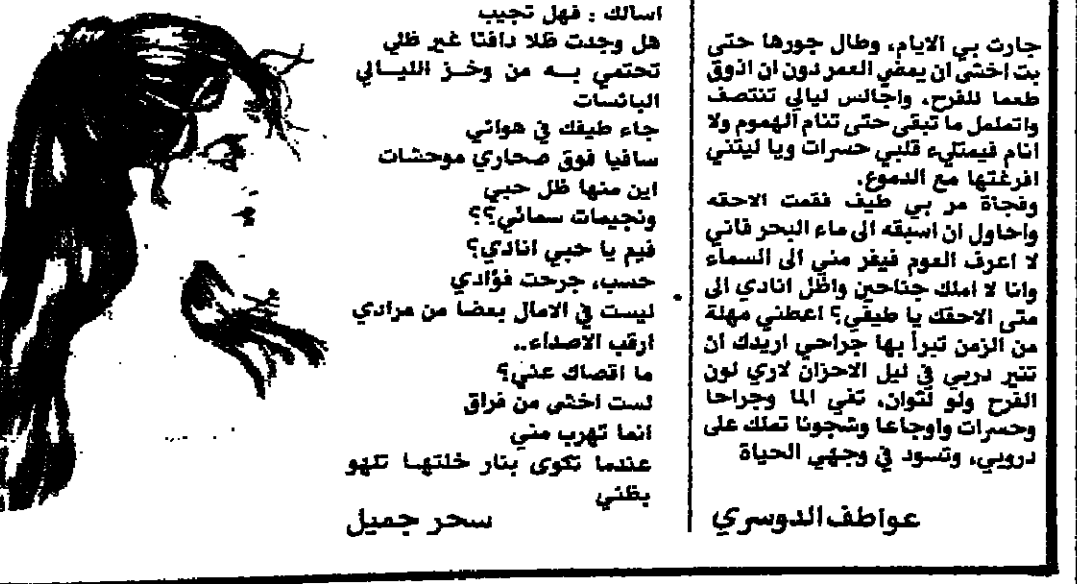 جارت بي الايام، وطال جورها حتى
بت اخشى ان يمضي العمر دون ان اذوق
طعما للفرح، واجالس ليالي تنتصف
واتململ ما تبقى حتى تنام الهموم ولا
انام فيمتليء قلبي حسرات ويا ليتني
افرغتها مع الدموع.
وفجأة مر بي طيف فقمت الاحقه
واحاول ان اسبقه الى ماء البحر فاني
لا اعرف العوم فيفر مني الى السماء
وانا لا املك جناحين واظل انادي الى
متى الاحقك يا طيفي؟ اعطني مهلة
من الزمن تبرأ بها جراحي اريدك ان
تنير دربي في ليل الاحزان لاري لون
الفرح ولو لثوان، تفي الما وجراحا
وحسرات واوجاعا وشجونا تملك على
دروبي، وتسود في وجهي الحياة
عواطف الدوسري
اسالك : فهل تجيب
هل وجدت ظلا دافئا غير ظلي
تحتمي به من وخز الليالي
البائسات
جاء طيفك في هوائي
سافيا فوق صحاري موحشات
اين منها ظل حبي
ونجيمات سمائي؟؟
فيم يا حبي انادي؟
حسب، جرحت فؤادي
ليست في الامال بعضا من مرادي
ارقب الاصداء..
ما اقصاك عني؟
لست اخشى من فراق
انما تهرب مني
عندما تكوى بنار خلتها تلهو
بظني
سحر جميل